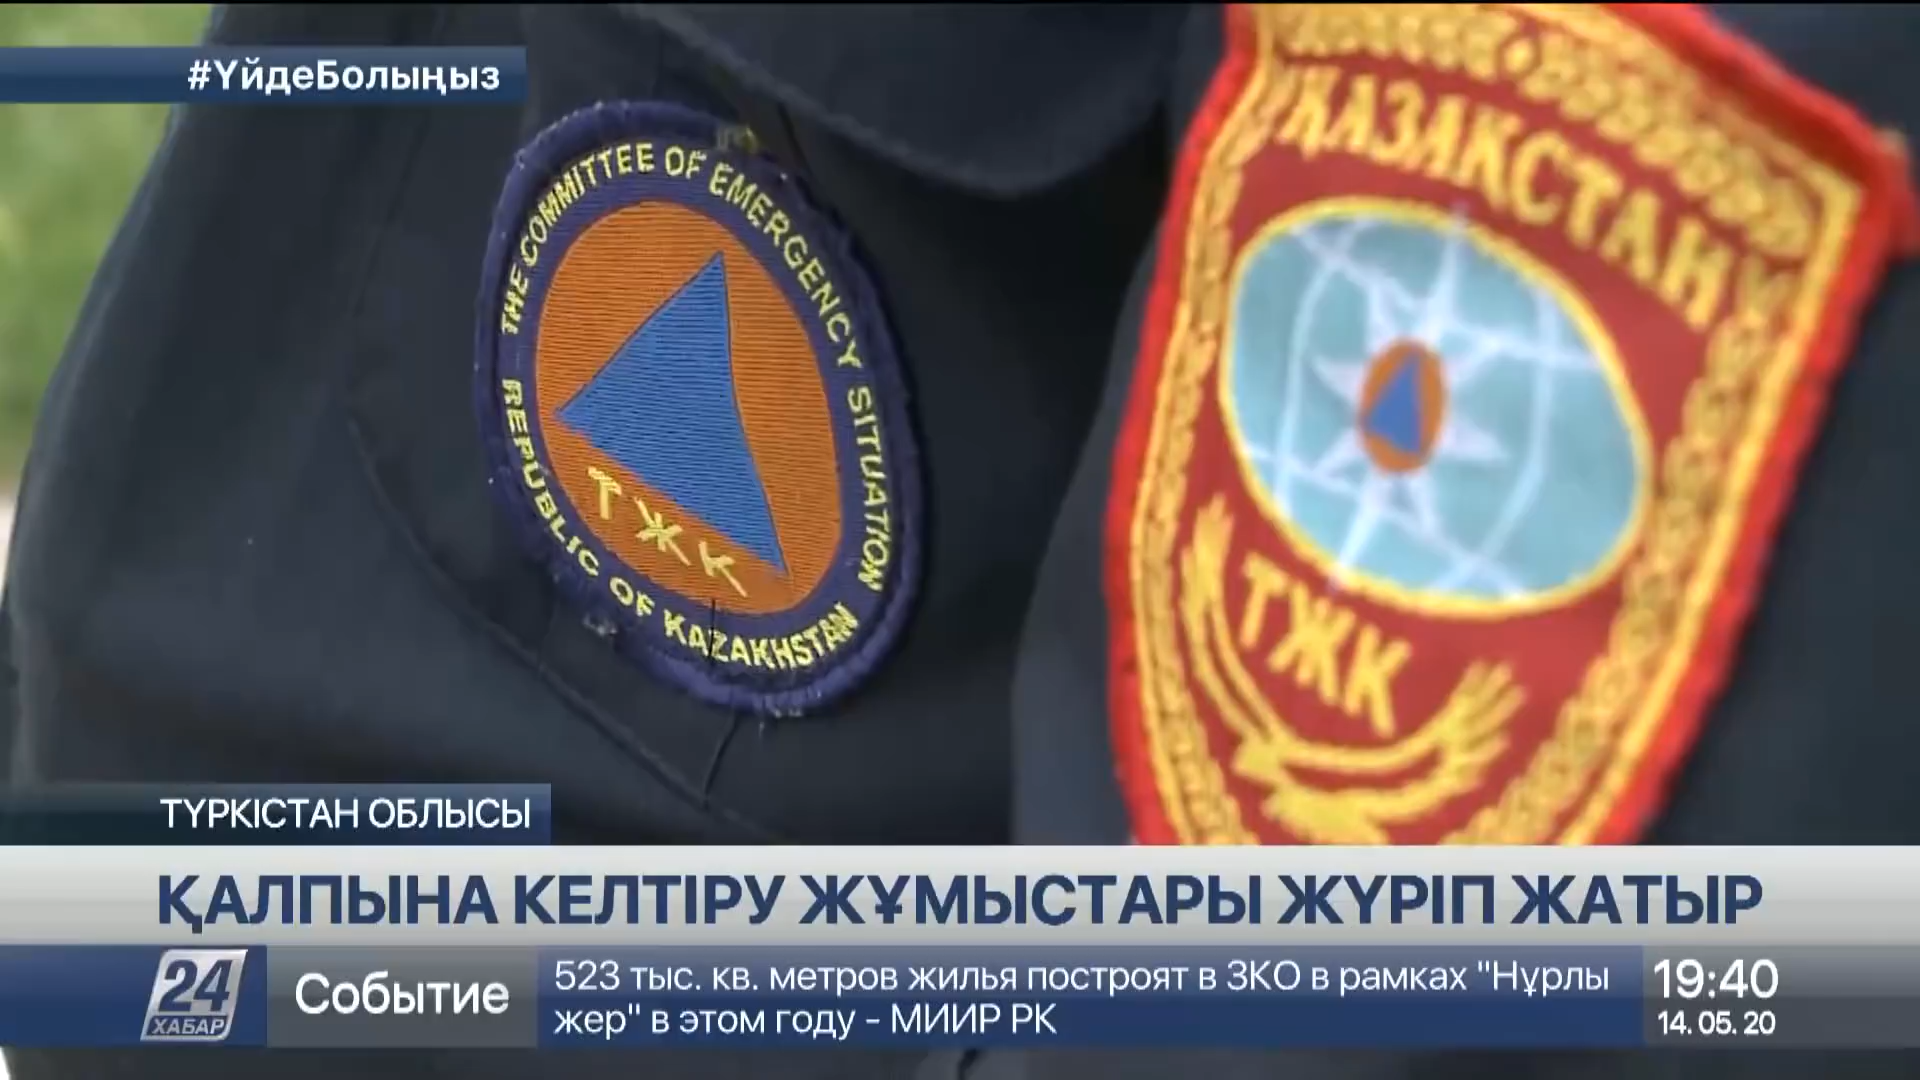 #ҮйдеБолыңыз
THE COMMITTEE OF EMERGENCY SITUATION
REPUBLIC OF KAZAKHSTAN
ТЖК
ҚАЗАҚСТАН
ТЖК
ТҮРКІСТАН ОБЛЫСЫ
ҚАЛПЫНА КЕЛТІРУ ЖҰМЫСТАРЫ ЖҮРІП ЖАТЫР
24
ХАБАР
Событие
523 тыс. кв. метров жилья построят в ЗКО в рамках "Нұрлы
жер" в этом году - МИИР РК
19:40
14. 05. 20